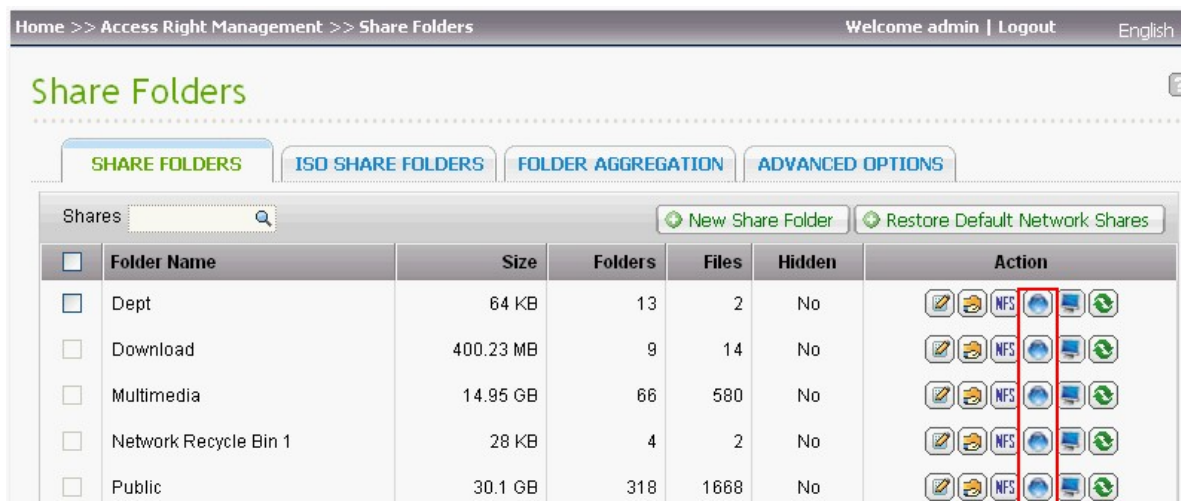 Home >> Access Right Management >> Share Folders Welcome admin | Logout English
Share Folders
SHARE FOLDERS ISO SHARE FOLDERS FOLDER AGGREGATION ADVANCED OPTIONS
Shares New Share Folder Restore Default Network Shares
Folder Name Size Folders Files Hidden Action
Dept 64 KB 13 2 No NFS
Download 400.23 MB 9 14 No NFS
Multimedia 14.95 GB 66 580 No NFS
Network Recycle Bin 1 28 KB 4 2 No NFS
Public 30.1 GB 318 1668 No NFS